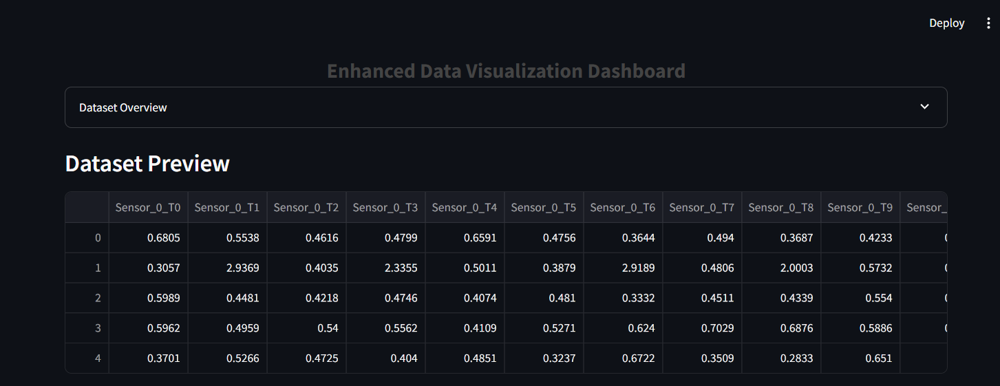 Deploy
Enhanced Data Visualization Dashboard
Dataset Overview
Dataset Preview
Sensor_0_T0 Sensor_0_T1 Sensor_0_T2 Sensor_0_T3 Sensor_0_T4 Sensor_0_T5 Sensor_0_T6 Sensor_0_T7 Sensor_0_T8 Sensor_0_T9 Sensor_
0 0.6805 0.5538 0.4616 0.4799 0.6591 0.4756 0.3644 0.494 0.3687 0.4233
1 0.3057 2.9369 0.4035 2.3355 0.5011 0.3879 2.9189 0.4806 2.0003 0.5732
2 0.5989 0.4481 0.4218 0.4746 0.4074 0.481 0.3332 0.4511 0.4339 0.554
3 0.5962 0.4959 0.54 0.5562 0.4109 0.5271 0.624 0.7029 0.6876 0.5886
4 0.3701 0.5266 0.4725 0.404 0.4851 0.3237 0.6722 0.3509 0.2833 0.651